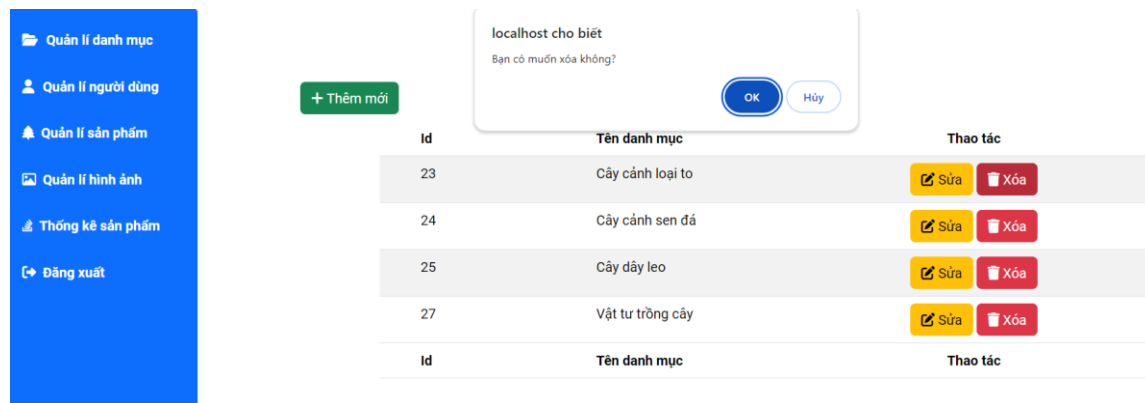 Quản lí danh mục
Quản lí người dùng
Quản lí sản phẩm
Quản lí hình ảnh
Thống kê sản phẩm
Đăng xuất
localhost cho biết
Bạn có muốn xóa không?
OK Hủy
+ Thêm mới
Id Tên danh mục Thao tác
23 Cây cảnh loại to Sửa Xóa
24 Cây cảnh sen đá Sửa Xóa
25 Cây dây leo Sửa Xóa
27 Vật tư trồng cây Sửa Xóa
Id Tên danh mục Thao tác